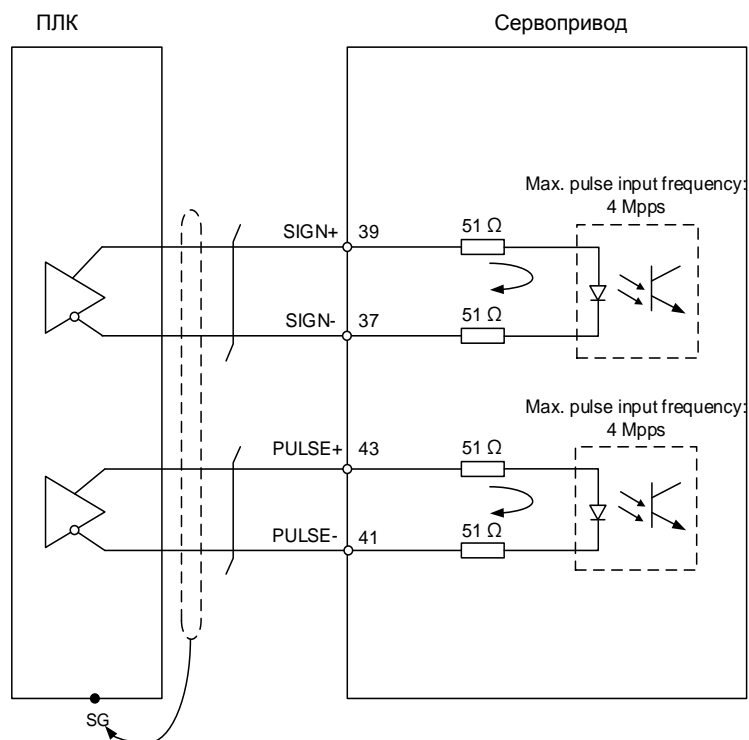 ПЛК
Сервопривод
Max. pulse input frequency:
4 Mpps
SIGN+ 39
51 Ω
SIGN- 37
51 Ω
Max. pulse input frequency:
4 Mpps
PULSE+ 43
51 Ω
PULSE- 41
51 Ω
SG